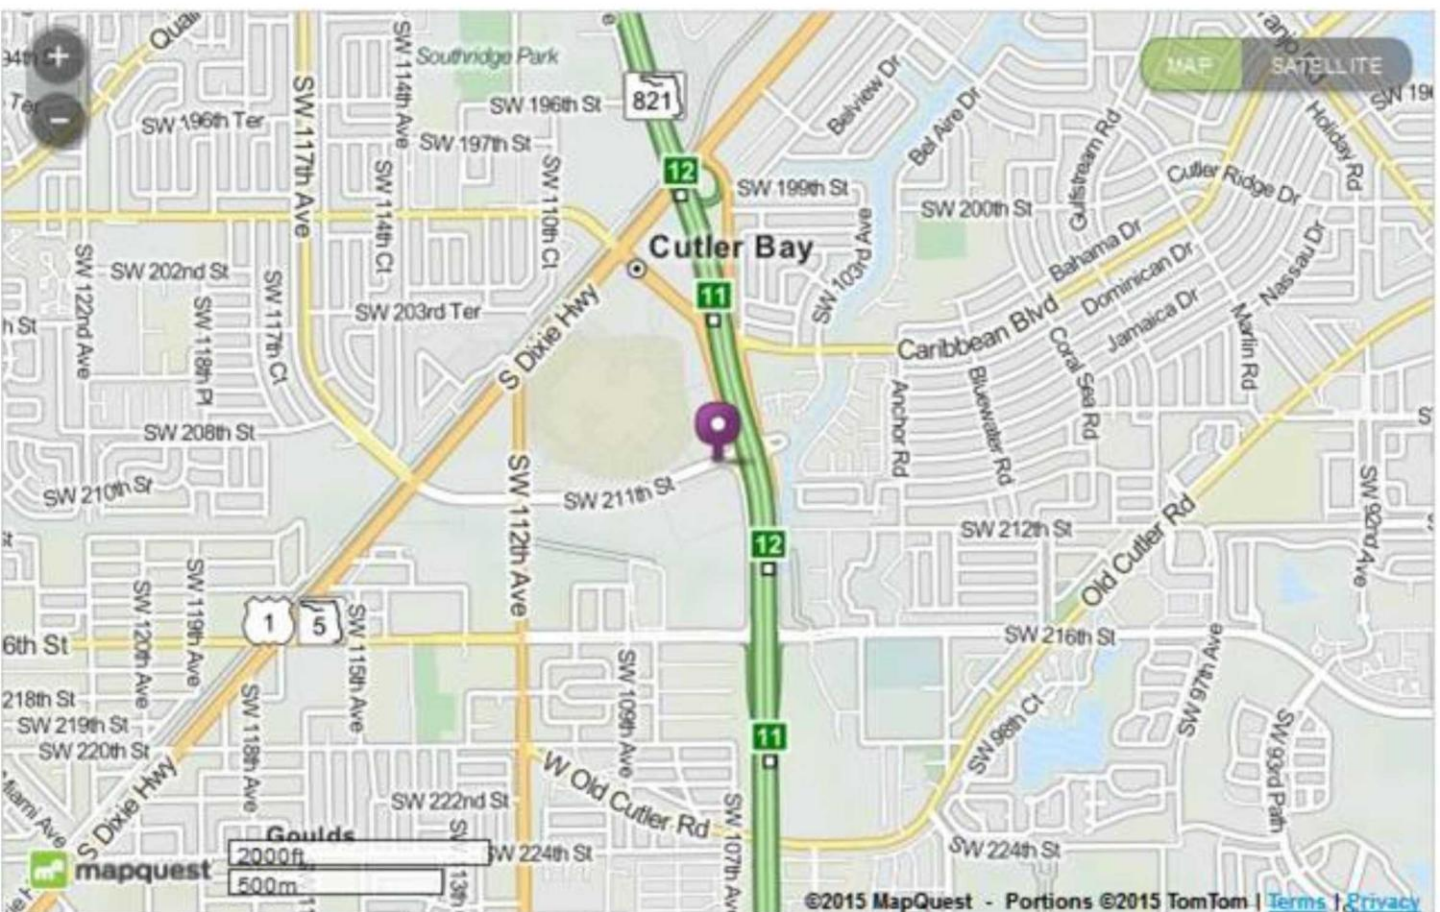 Quail
SW 114th Ave
Southridge Park
+
94th St
MAP
SATELLITE
SW 117th Ave
SW 196th St
821
Belview Dr
Bel Aire Dr
Gulfstream Rd
Holiday Rd
Ter
−
SW 196th Ter
SW 197th St
12
SW 114th Ct
SW 110th Ct
SW 199th St
Cutler Ridge Dr
SW 200th St
SW 103rd Ave
Cutler Bay
Bahama Dr
Nassau Dr
SW 122nd Ave
SW 202nd St
SW 117th Ct
SW 118th Pl
11
Dominican Dr
SW 203rd Ter
S Dixie Hwy
h St
Caribbean Blvd
Jamaica Dr
Marlin Rd
Coral Sea Rd
Bluewater Rd
Anchor Rd
SW 208th St
SW 210th St
SW 112th Ave
SW 211th St
SW 92nd Ave
12
SW 212th St
Old Cutler Rd
SW 120th Ave
SW 119th Ave
1
5
SW 115th Ave
6th St
SW 216th St
SW 97th Ave
SW 109th Ave
218th St
SW 118th Ave
SW 219th St
SW 220th St
11
SW 98th Ct
SW 93rd Path
W Old Cutler Rd
Miami Ave
S Dixie Hwy
SW 222nd St
SW 107th Av
Goulds
2000ft
SW 224th St
SW 224th St
mapquest
500m
SW 13th
©2015 MapQuest - Portions ©2015 TomTom | Terms | Privacy